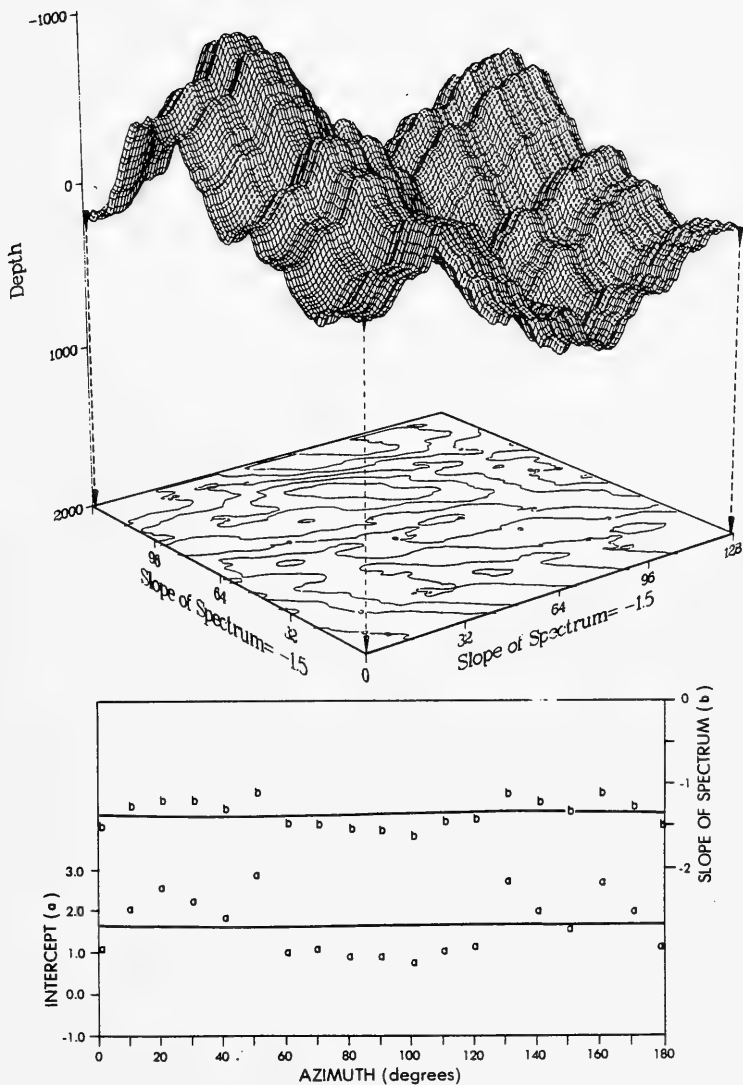 -1000
0
Depth
1000
2000
96
64
32
0
Slope of Spectrum= -1.5
32
64
96
128
Slope of Spectrum= -1.5
0
-1
-2
SLOPE OF SPECTRUM (b)
b b b b b b b b b b b b b b b b b b b
3.0
2.0
1.0
0.0
-1.0
INTERCEPT (a)
a a a a a a a a a a a a a a a a a a a
0 20 40 60 80 100 120 140 160 180
AZIMUTH (degrees)